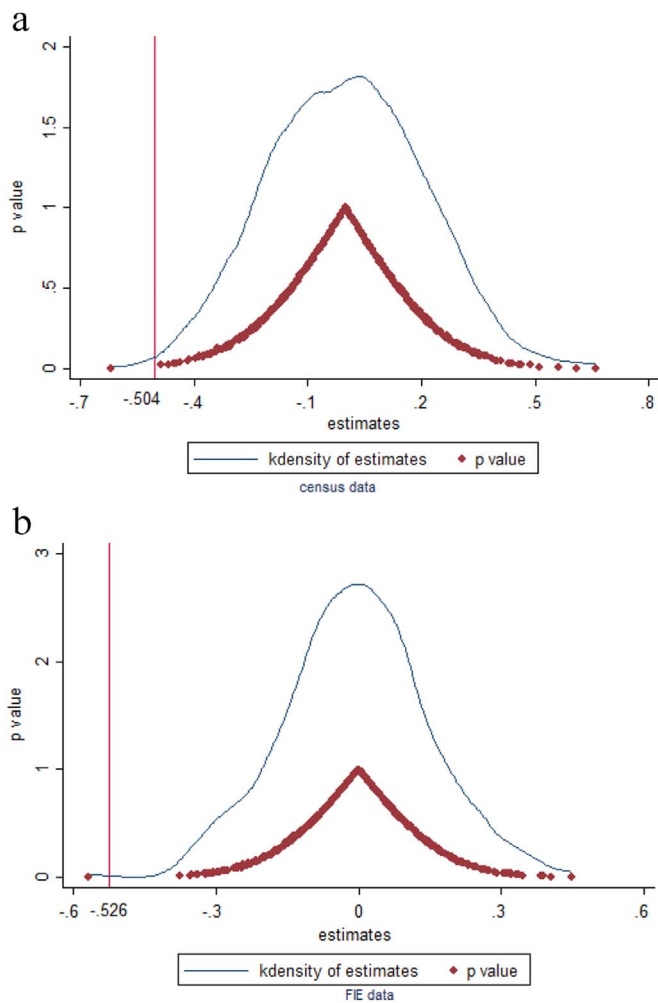 a
2
1.5
1
.5
0
p value
-.7
-.504
-.4
-.1
.2
.5
.8
estimates
kdensity of estimates
p value
census data
b
3
2
1
0
p value
-.6
-.526
-.3
0
.3
.6
estimates
kdensity of estimates
p value
FIE data